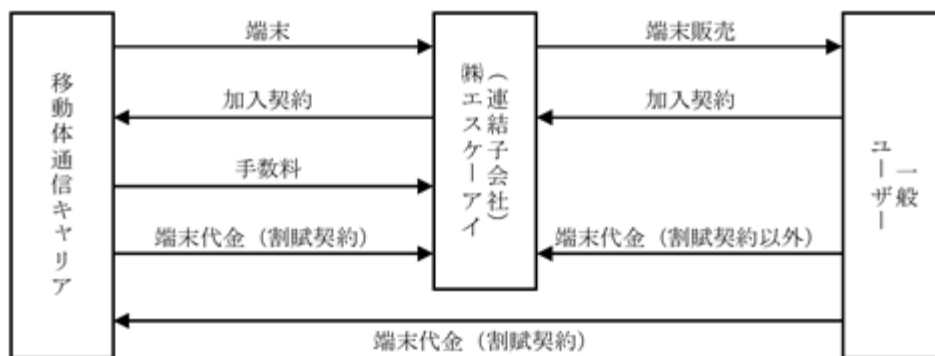 移動体通信キャリア
端末
加入契約
手数料
端末代金（割賦契約）
㈱エスケーアイ
（連結子会社）
端末販売
加入契約
端末代金（割賦契約以外）
一般
ユーザー
端末代金（割賦契約）